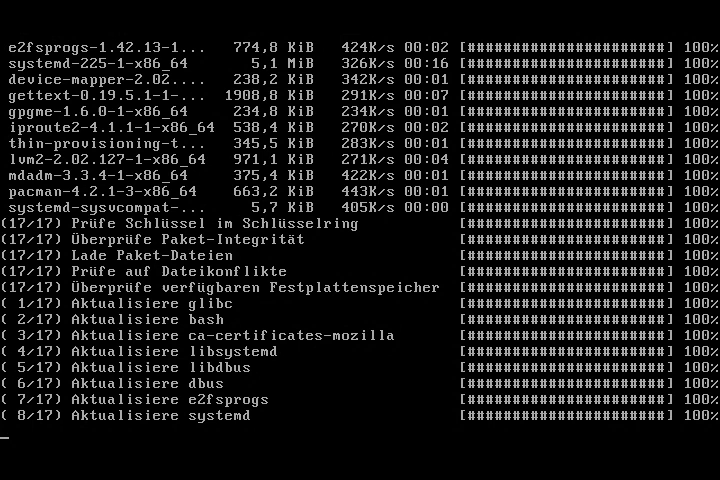 e2fsprogs-1.42.13-1... 774,8 KiB 424K/s 00:02 [######################] 100%
systemd-225-1-x86_64 5,1 MiB 326K/s 00:16 [######################] 100%
device-mapper-2.02.... 238,2 KiB 342K/s 00:01 [######################] 100%
gettext-0.19.5.1-1-... 1908,8 KiB 291K/s 00:07 [######################] 100%
gpgme-1.6.0-1-x86_64 234,8 KiB 234K/s 00:01 [######################] 100%
iproute2-4.1.1-1-x86_64 538,4 KiB 270K/s 00:02 [######################] 100%
thin-provisioning-t... 345,5 KiB 283K/s 00:01 [######################] 100%
lvm2-2.02.127-1-x86_64 971,1 KiB 271K/s 00:04 [######################] 100%
mdadm-3.3.4-1-x86_64 375,4 KiB 422K/s 00:01 [######################] 100%
pacman-4.2.1-3-x86_64 663,2 KiB 443K/s 00:01 [######################] 100%
systemd-sysvcompat-... 5,7 KiB 405K/s 00:00 [######################] 100%
(17/17) Prüfe Schlüssel im Schlüsselring [######################] 100%
(17/17) Überprüfe Paket-Integrität [######################] 100%
(17/17) Lade Paket-Dateien [######################] 100%
(17/17) Prüfe auf Dateikonflikte [######################] 100%
(17/17) Überprüfe verfügbaren Festplattenspeicher [######################] 100%
( 1/17) Aktualisiere glibc [######################] 100%
( 2/17) Aktualisiere bash [######################] 100%
( 3/17) Aktualisiere ca-certificates-mozilla [######################] 100%
( 4/17) Aktualisiere libsystemd [######################] 100%
( 5/17) Aktualisiere libdbus [######################] 100%
( 6/17) Aktualisiere dbus [######################] 100%
( 7/17) Aktualisiere e2fsprogs [######################] 100%
( 8/17) Aktualisiere systemd [######################] 100%